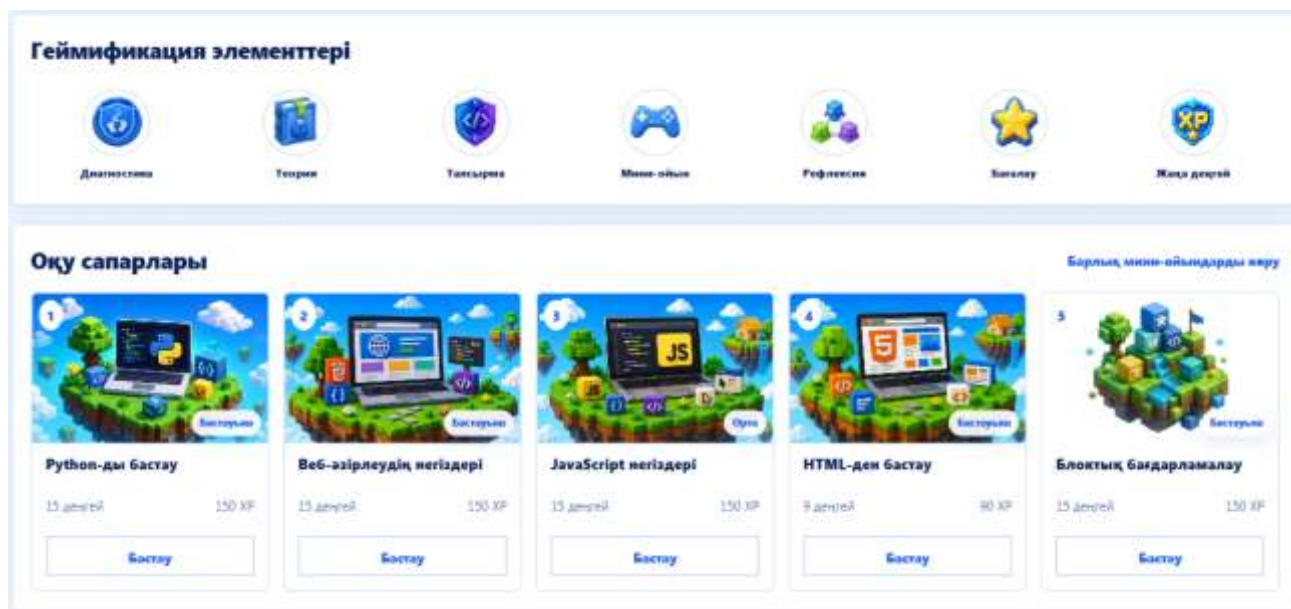 Геймификация элементтері
Диагностика
Теория
Тапсырма
Мини-ойын
Рефлексия
Бағалау
Жаңа деңгей
XP
Оқу сапарлары
Барлық мини-ойындарды көру
1
Бастауыш
2
Бастауыш
3
JS
JS
Орта
4
5
Бастауыш
5
Бастауыш
Python-ды бастау
Веб-әзірлеудің негіздері
JavaScript негіздері
HTML-ден бастау
Блоктық бағдарламалау
15 деңгей
150 XP
15 деңгей
150 XP
15 деңгей
150 XP
9 деңгей
90 XP
15 деңгей
150 XP
Бастау
Бастау
Бастау
Бастау
Бастау